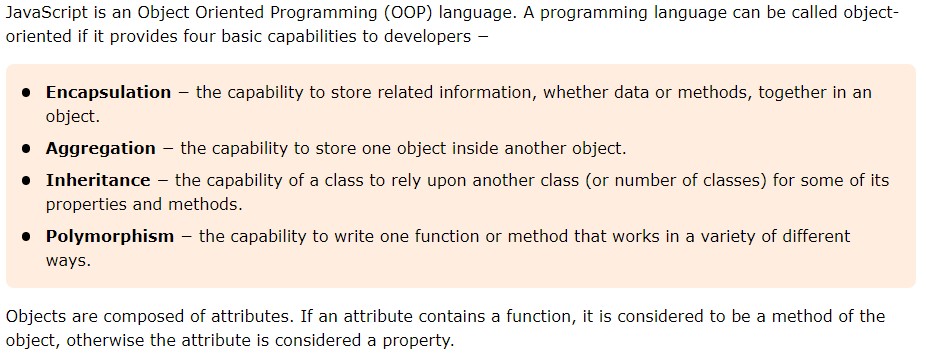 JavaScript is an Object Oriented Programming (OOP) language. A programming language can be called object-
oriented if it provides four basic capabilities to developers −
● Encapsulation − the capability to store related information, whether data or methods, together in an
object.
● Aggregation − the capability to store one object inside another object.
● Inheritance − the capability of a class to rely upon another class (or number of classes) for some of its
properties and methods.
● Polymorphism − the capability to write one function or method that works in a variety of different
ways.
Objects are composed of attributes. If an attribute contains a function, it is considered to be a method of the
object, otherwise the attribute is considered a property.